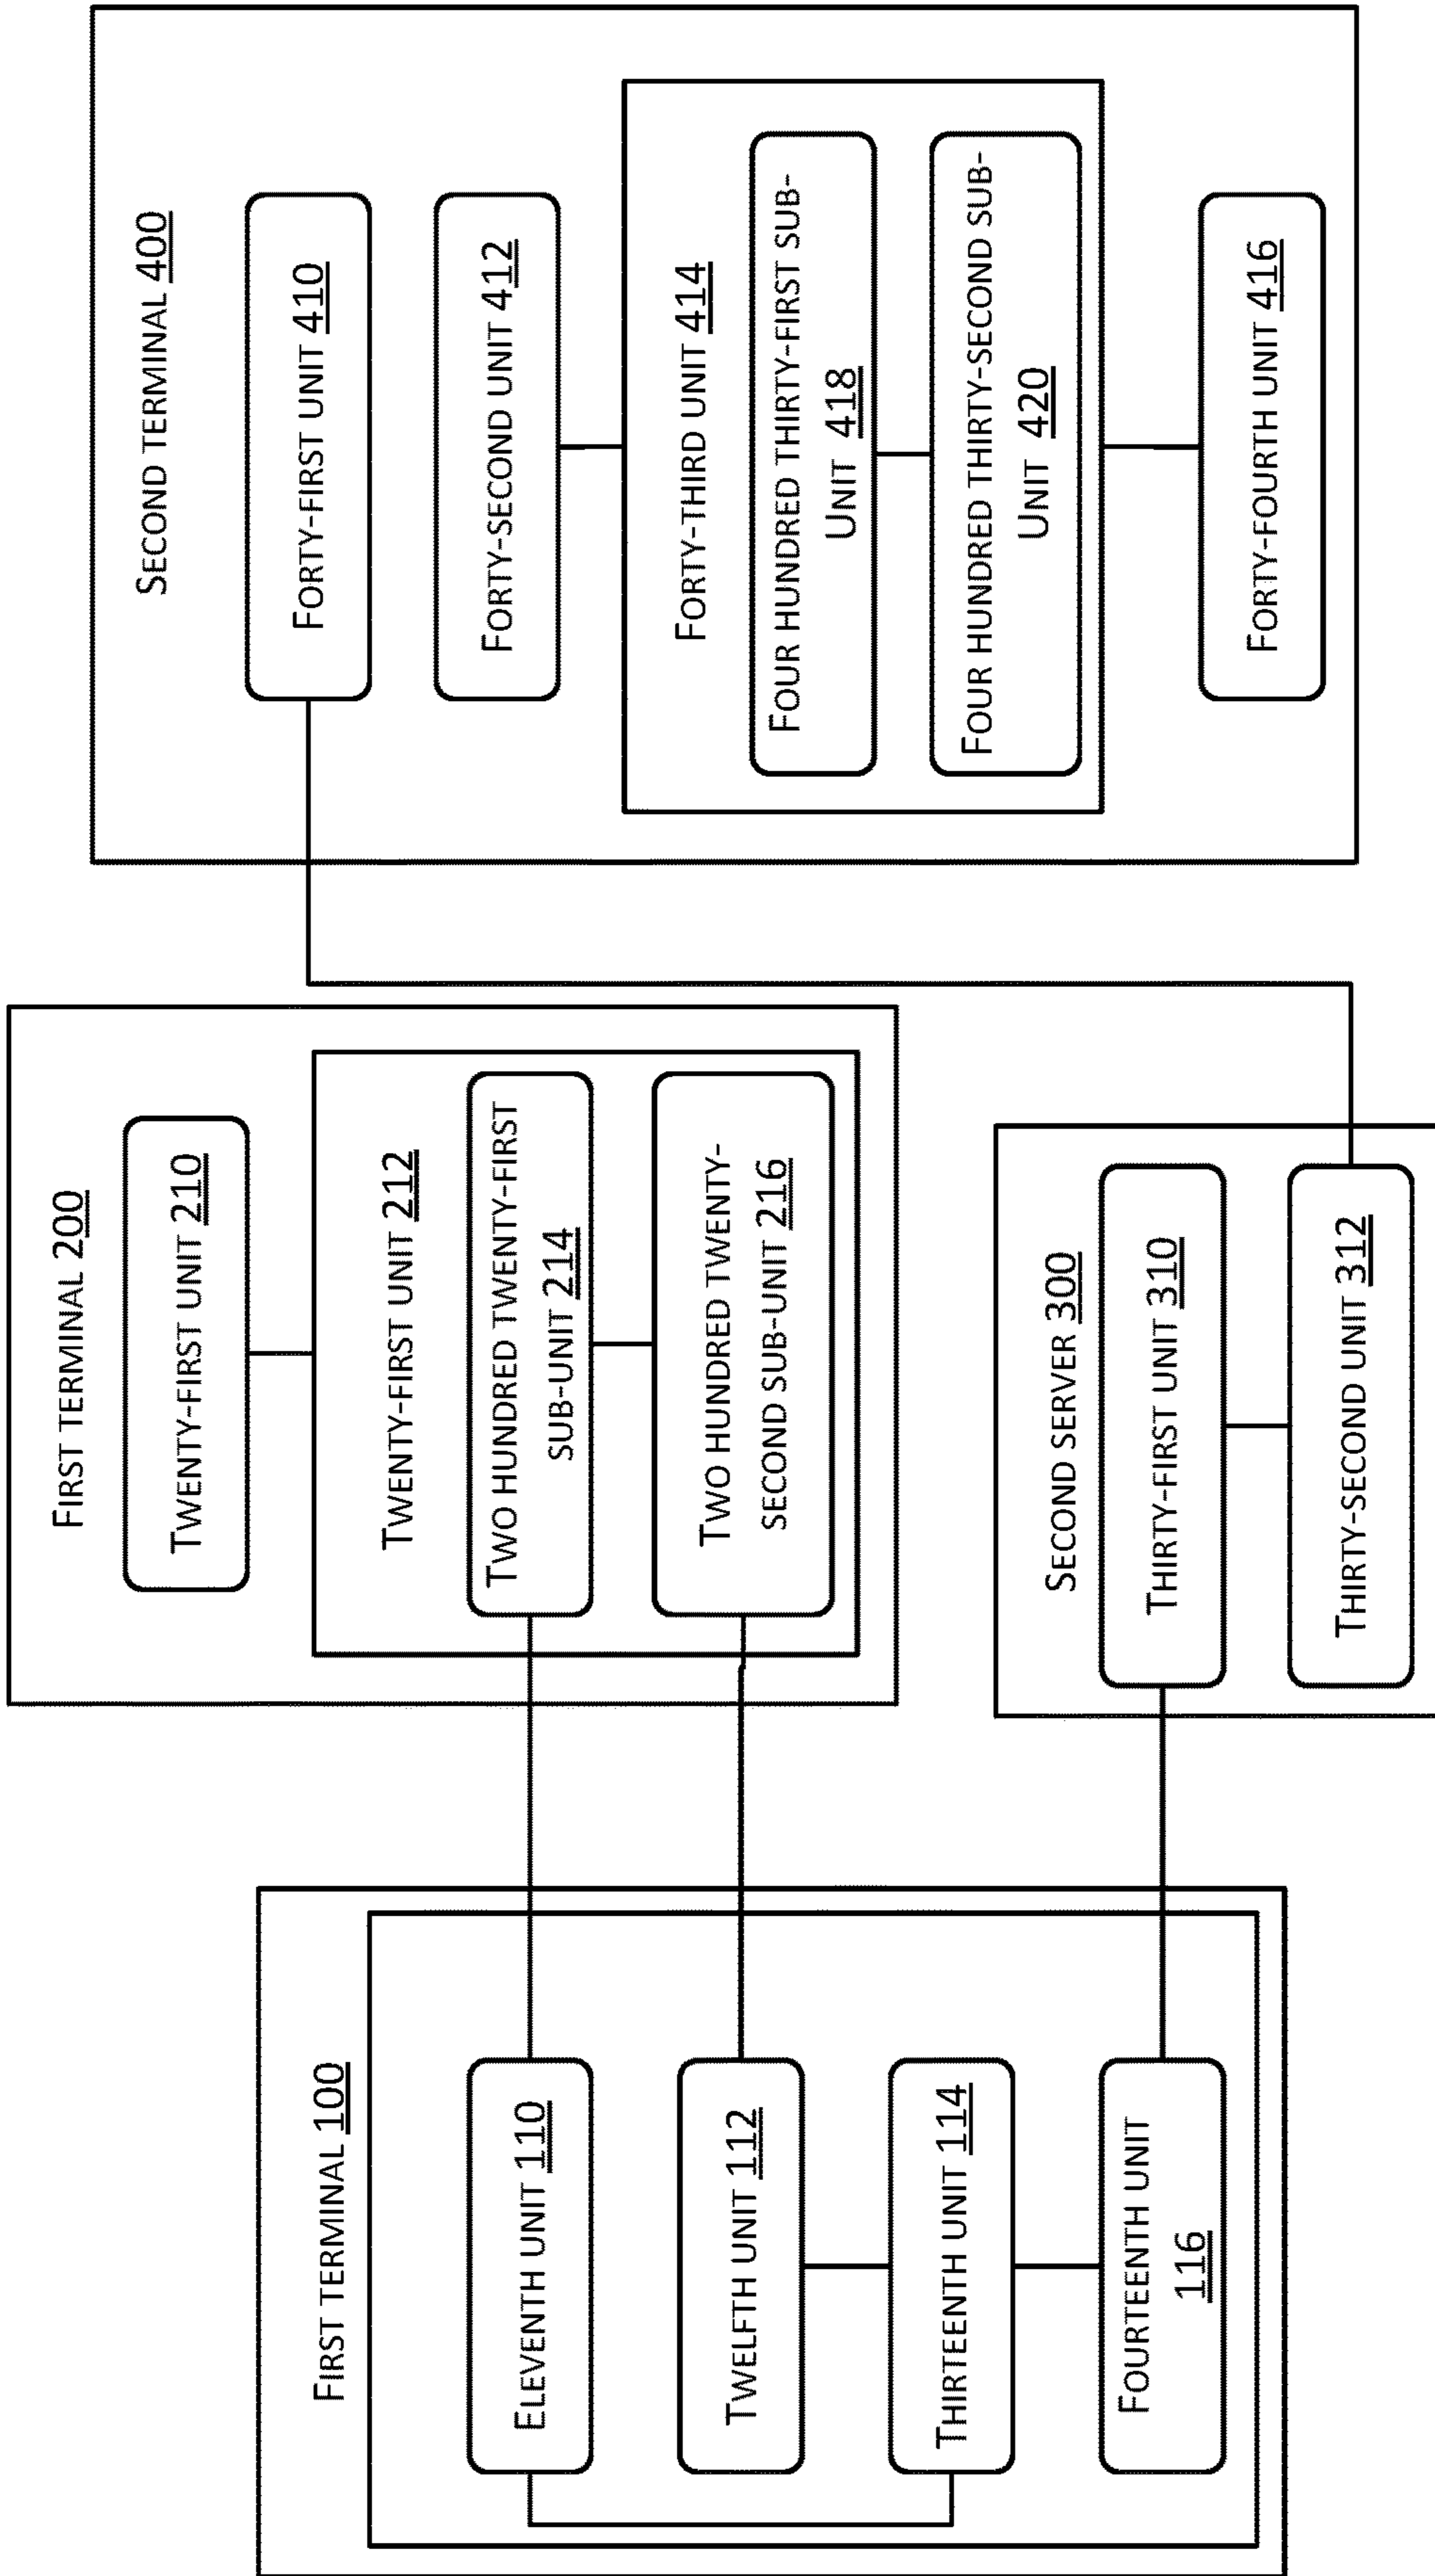 FIRST TERMINAL 100
ELEVENTH UNIT 110
TWELFTH UNIT 112
THIRTEENTH UNIT 114
FOURTEENTH UNIT
116
FIRST TERMINAL 200
TWENTY-FIRST UNIT 210
TWENTY-FIRST UNIT 212
TWO HUNDRED TWENTY-FIRST
SUB-UNIT 214
TWO HUNDRED TWENTY-
SECOND SUB-UNIT 216
SECOND SERVER 300
THIRTY-FIRST UNIT 310
THIRTY-SECOND UNIT 312
SECOND TERMINAL 400
FORTY-FIRST UNIT 410
FORTY-SECOND UNIT 412
FORTY-THIRD UNIT 414
FOUR HUNDRED THIRTY-FIRST SUB-
UNIT 418
FOUR HUNDRED THIRTY-SECOND SUB-
UNIT 420
FORTY-FOURTH UNIT 416